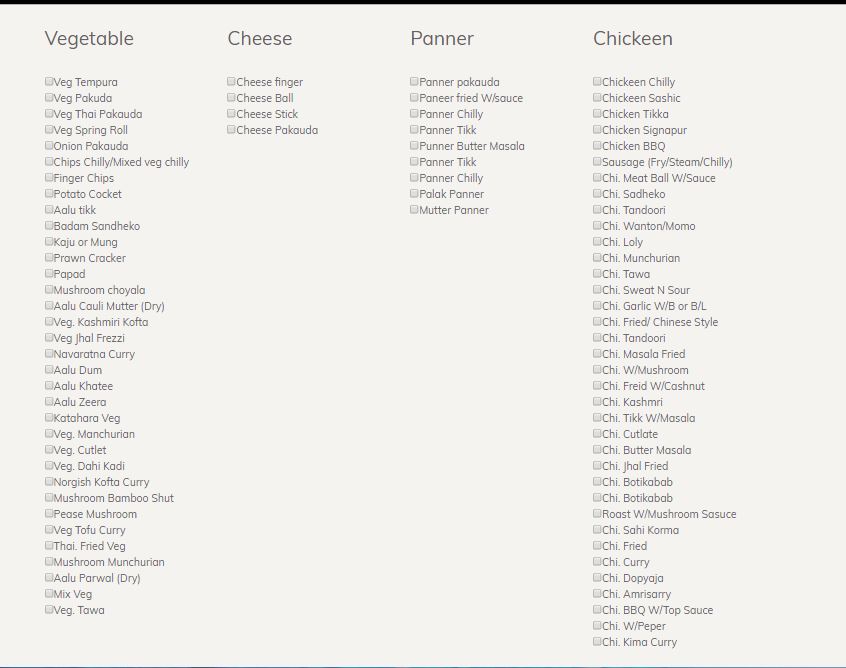 Vegetable
Veg Tempura
Veg Pakuda
Veg Thai Pakauda
Veg Spring Roll
Onion Pakauda
Chips Chilly/Mixed veg chilly
Finger Chips
Potato Cocket
Aalu tikk
Badam Sandheko
Kaju or Mung
Prawn Cracker
Papad
Mushroom choyala
Aalu Cauli Mutter (Dry)
Veg. Kashmiri Kofta
Veg Jhal Frezzi
Navaratna Curry
Aalu Dum
Aalu Khatee
Aalu Zeera
Katahara Veg
Veg. Manchurian
Veg. Cutlet
Veg. Dahi Kadi
Norgish Kofta Curry
Mushroom Bamboo Shut
Pease Mushroom
Veg Tofu Curry
Thai. Fried Veg
Mushroom Munchurian
Aalu Parwal (Dry)
Mix Veg
Veg. Tawa
Cheese
Cheese finger
Cheese Ball
Cheese Stick
Cheese Pakauda
Panner
Panner pakauda
Paneer fried W/sauce
Panner Chilly
Panner Tikk
Punner Butter Masala
Panner Tikk
Panner Chilly
Palak Panner
Mutter Panner
Chickeen
Chickeen Chilly
Chickeen Sashic
Chicken Tikka
Chicken Signapur
Chicken BBQ
Sausage (Fry/Steam/Chilly)
Chi. Meat Ball W/Sauce
Chi. Sadheko
Chi. Tandoori
Chi. Wanton/Momo
Chi. Loly
Chi. Munchurian
Chi. Tawa
Chi. Sweat N Sour
Chi. Garlic W/B or B/L
Chi. Fried/ Chinese Style
Chi. Tandoori
Chi. Masala Fried
Chi. W/Mushroom
Chi. Freid W/Cashnut
Chi. Kashmri
Chi. Tikk W/Masala
Chi. Cutlate
Chi. Butter Masala
Chi. Jhal Fried
Chi. Botikabab
Chi. Botikabab
Roast W/Mushroom Sasuce
Chi. Sahi Korma
Chi. Fried
Chi. Curry
Chi. Dopyaja
Chi. Amrisarry
Chi. BBQ W/Top Sauce
Chi. W/Peper
Chi. Kima Curry